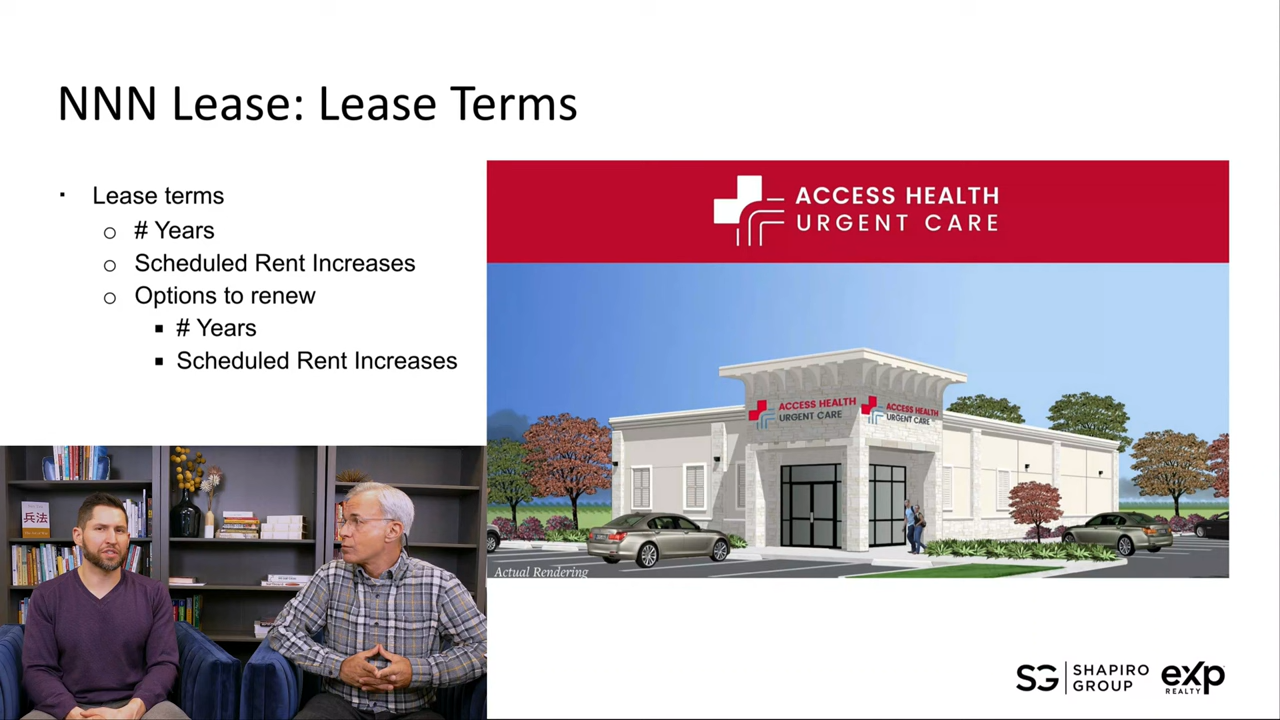 NNN Lease: Lease Terms
▪ Lease terms
o # Years
o Scheduled Rent Increases
o Options to renew
▪ # Years
▪ Scheduled Rent Increases
ACCESS HEALTH
URGENT CARE
ACCESS HEALTH
URGENT CARE
ACCESS HEALTH
URGENT CARE
Actual Rendering
兵法
SG SHAPIRO
GROUP
eXp
REALTY